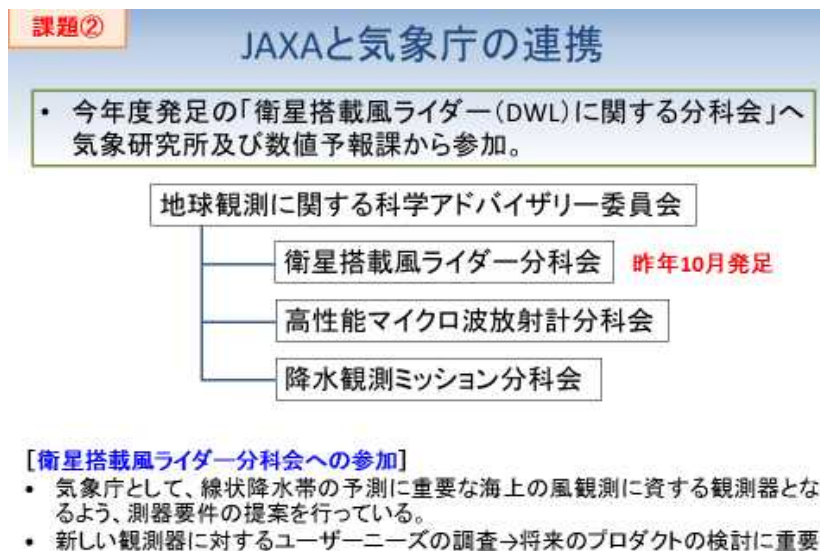 課題②
JAXAと気象庁の連携
• 今年度発足の「衛星搭載風ライダー(DWL)に関する分科会」へ
気象研究所及び数値予報課から参加。
地球観測に関する科学アドバイザリー委員会
衛星搭載風ライダー分科会 昨年10月発足
高性能マイクロ波放射計分科会
降水観測ミッション分科会
[衛星搭載風ライダー分科会への参加]
• 気象庁として、線状降水帯の予測に重要な海上の風観測に資する観測器とな
るよう、測器要件の提案を行っている。
• 新しい観測器に対するユーザーニーズの調査→将来のプロダクトの検討に重要